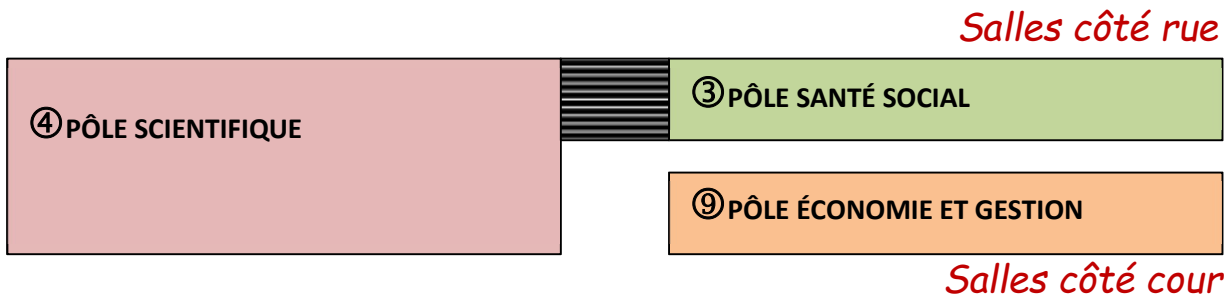 Salles côté rue
③PÔLE SANTÉ SOCIAL
④PÔLE SCIENTIFIQUE
⑨PÔLE ÉCONOMIE ET GESTION
Salles côté cour